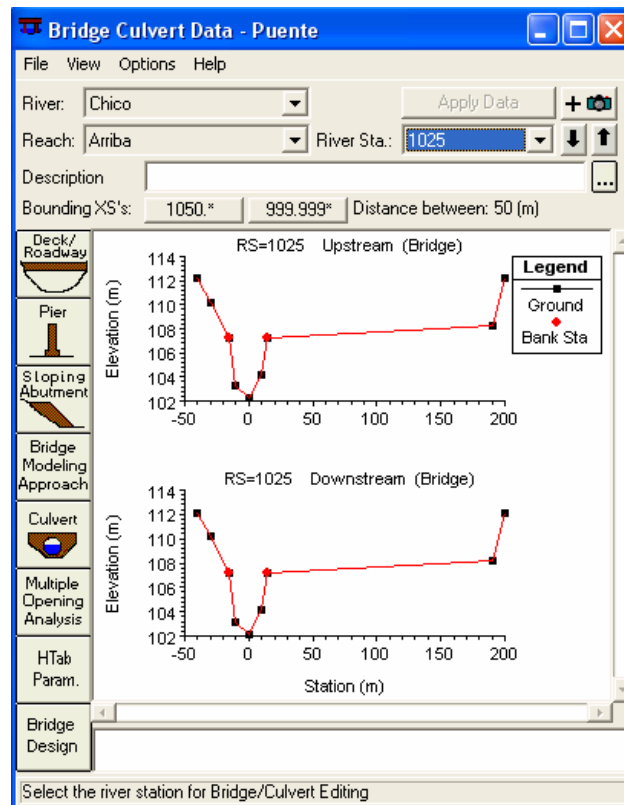 Bridge Culvert Data - Puente
File View Options Help
River: Chico Apply Data
Reach: Arriba River Sta.: 1025
Description ...
Bounding XS's: 1050.* 999.999* Distance between: 50 (m)
Deck/
Roadway
Pier
Sloping
Abutment
Bridge
Modeling
Approach
Culvert
Multiple
Opening
Analysis
HTab
Param.
Bridge
Design
RS=1025 Upstream (Bridge)
Elevation (m)
114
112
110
108
106
104
102
-50 0 50 100 150 200
Legend
Ground
Bank Sta
RS=1025 Downstream (Bridge)
Elevation (m)
114
112
110
108
106
104
102
-50 0 50 100 150 200
Station (m)
Select the river station for Bridge/Culvert Editing